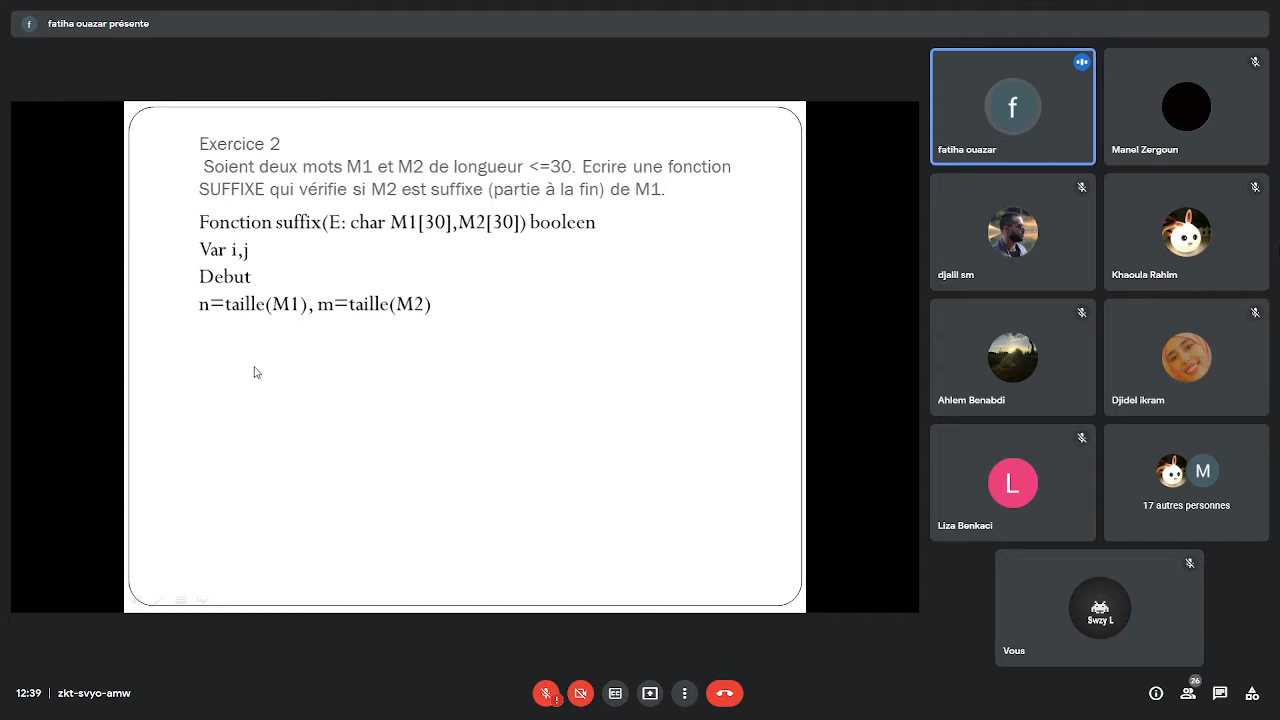 f fatiha ouazar présente
Exercice 2
Soient deux mots M1 et M2 de longueur <=30. Ecrire une fonction
SUFFIXE qui vérifie si M2 est suffixe (partie à la fin) de M1.
Fonction suffix(E: char M1[30],M2[30]) booleen
Var i,j
Debut
n=taille(M1), m=taille(M2)
f
fatiha ouazar
Manel Zergoun
djalil sm
Khaoula Rahim
Ahlem Benabdi
Djidel ikram
L
Liza Benkaci
M
17 autres personnes
Swzy L
Vous
12:39 | zkt-svyo-amw
26